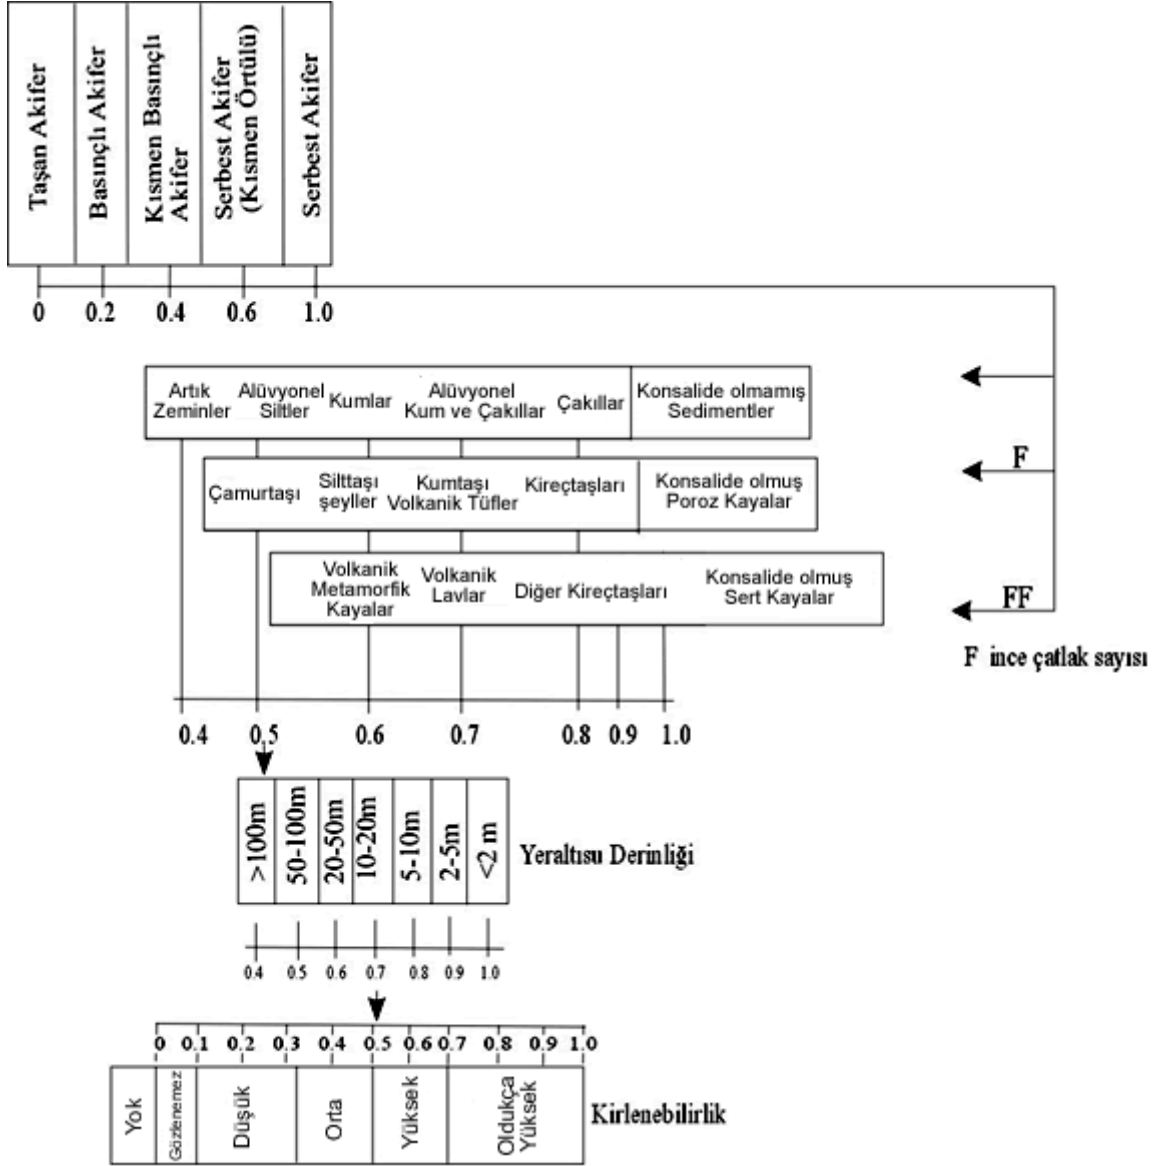 Taşan Akifer
Basınçlı Akifer
Kısmen Basınçlı
Akifer
Serbest Akifer
(Kısmen Örtülü)
Serbest Akifer
0 0.2 0.4 0.6 1.0
Artık
Zeminler
Alüvyonel
Siltler
Kumlar
Alüvyonel
Kum ve Çakıllar
Çakıllar
Konsalide olmamış
Sedimentler
F
Çamurtaşı
Silttaşı
şeyller
Kumtaşı
Volkanik Tüfler
Kireçtaşları
Konsalide olmuş
Poroz Kayalar
Volkanik
Metamorfik
Kayalar
Volkanik
Lavlar
Diğer Kireçtaşları
Konsalide olmuş
Sert Kayalar
FF
F ince çatlak sayısı
0.4 0.5 0.6 0.7 0.8 0.9 1.0
>100m
50-100m
20-50m
10-20m
5-10m
2-5m
<2 m
Yeraltısu Derinliği
0.4 0.5 0.6 0.7 0.8 0.9 1.0
0 0.1 0.2 0.3 0.4 0.5 0.6 0.7 0.8 0.9 1.0
Yok
Gözlenemez
Düşük
Orta
Yüksek
Oldukça
Yüksek
Kirlenebilirlik